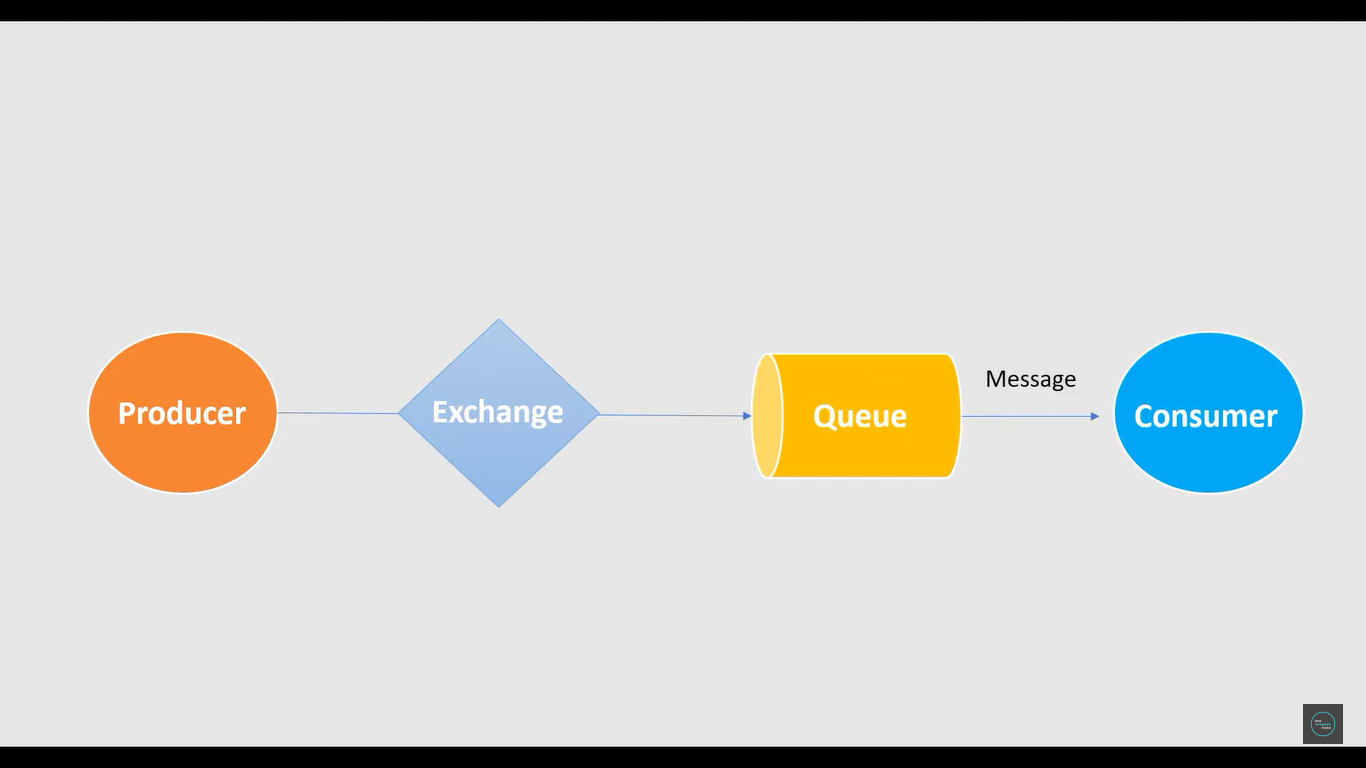 Producer
Exchange
Queue
Message
Consumer